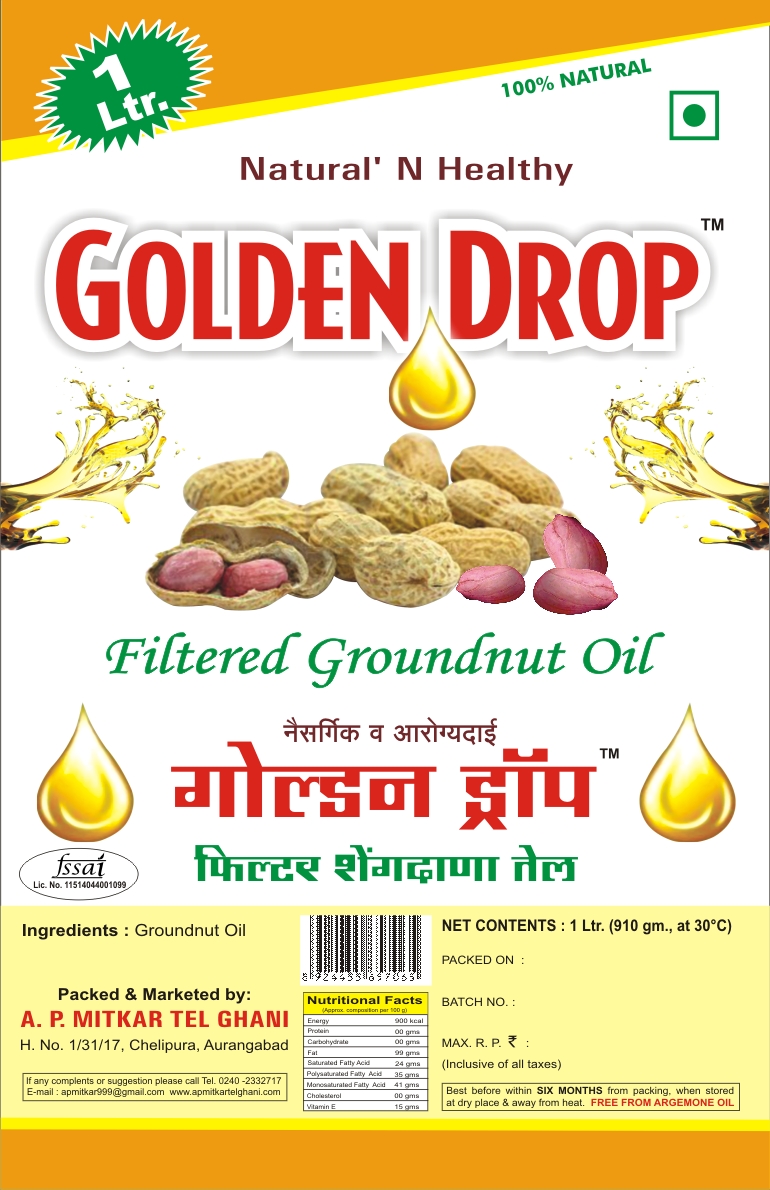 1
Ltr.
100% NATURAL
Natural' N Healthy
GOLDEN DROP™
Filtered Groundnut Oil
नैसर्गिक व आरोग्यदाई
गोल्डन ड्रॉप™
फिल्टर शेंगदाणा तेल
fssai
Lic. No. 11514044001099
Ingredients : Groundnut Oil
Packed & Marketed by:
A. P. MITKAR TEL GHANI
H. No. 1/31/17, Chelipura, Aurangabad
If any complents or suggestion please call Tel. 0240 -2332717
E-mail : apmitkar999@gmail.com www.apmitkartelghani.com
Nutritional Facts
(Approx. composition per 100 g)
Energy 900 kcal
Protein 00 gms
Carbohydrate 00 gms
Fat 99 gms
Saturated Fatty Acid 24 gms
Polysaturated Fatty Acid 35 gms
Monosaturated Fatty Acid 41 gms
Cholesterol 00 gms
Vitamin E 15 gms
NET CONTENTS : 1 Ltr. (910 gm., at 30°C)
PACKED ON :
BATCH NO. :
MAX. R. P. ₹ :
(Inclusive of all taxes)
Best before within SIX MONTHS from packing, when stored
at dry place & away from heat. FREE FROM ARGEMONE OIL